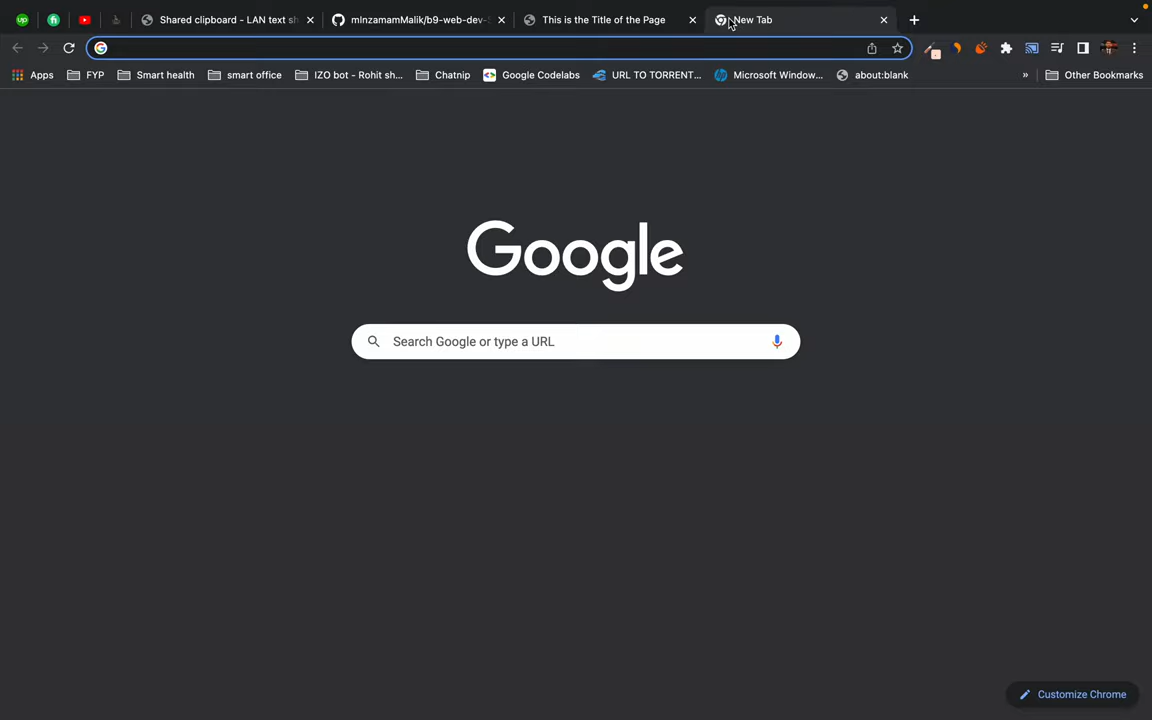 Shared clipboard - LAN text sh
mInzamamMalik/b9-web-dev-
This is the Title of the Page
New Tab
Apps
FYP
Smart health
smart office
IZO bot - Rohit sh...
Chatnip
Google Codelabs
URL TO TORRENT...
Microsoft Window...
about:blank
»
Other Bookmarks
Google
Search Google or type a URL
Customize Chrome